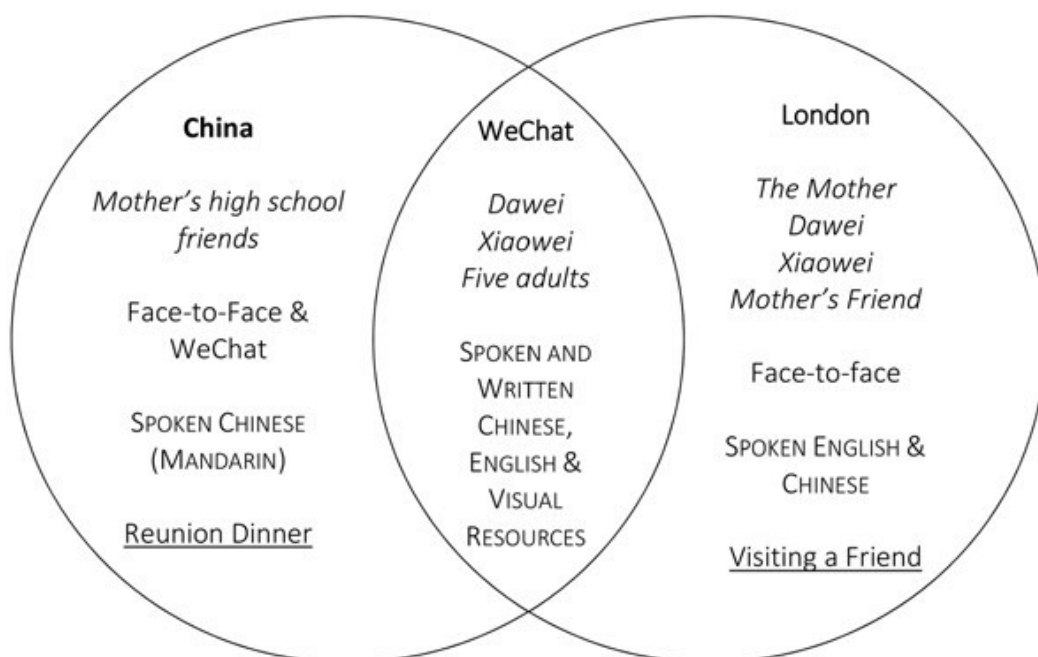 China
Mother’s high school
friends
Face-to-Face &
WeChat
SPOKEN CHINESE
(MANDARIN)
Reunion Dinner
WeChat
Dawei
Xiaowei
Five adults
SPOKEN AND
WRITTEN
CHINESE,
ENGLISH &
VISUAL
RESOURCES
London
The Mother
Dawei
Xiaowei
Mother’s Friend
Face-to-face
SPOKEN ENGLISH &
CHINESE
Visiting a Friend